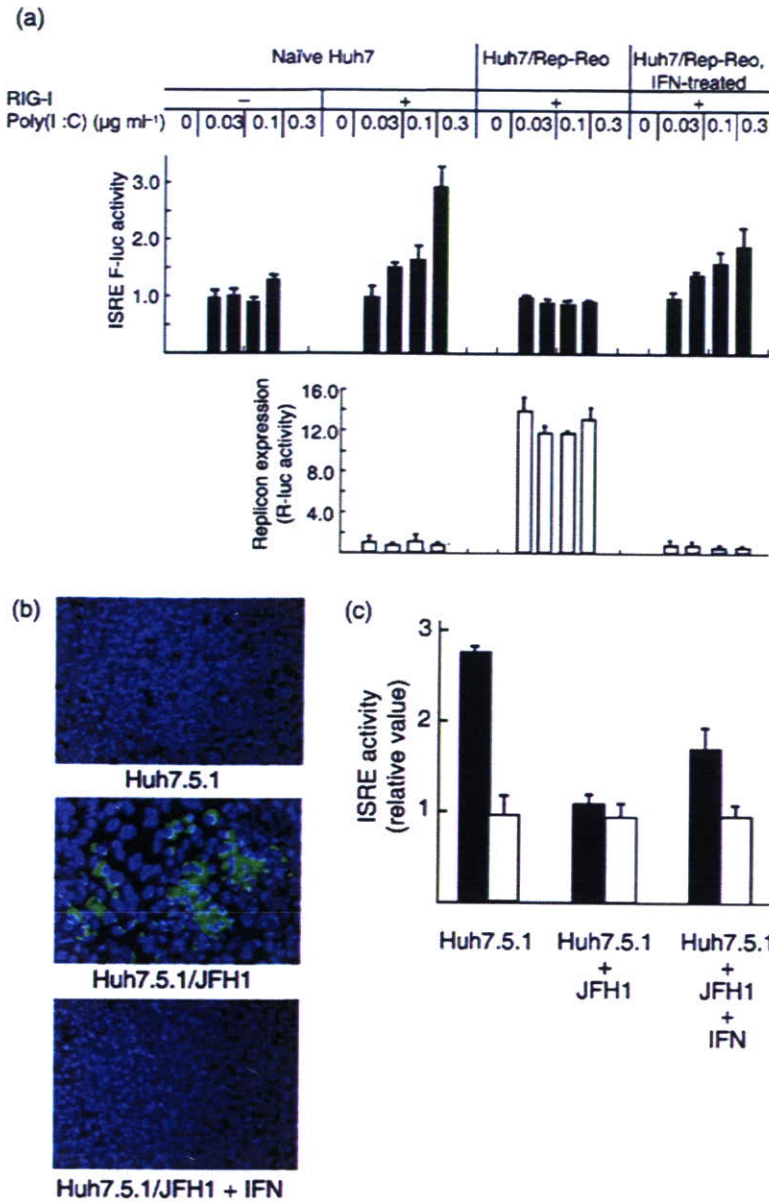 (a)
Naïve Huh7 Huh7/Rep-Reo Huh7/Rep-Reo,
IFN-treated
RIG-I − + + +
Poly(I :C) (µg ml⁻¹) 0 0.03 0.1 0.3 0 0.03 0.1 0.3 0 0.03 0.1 0.3 0 0.03 0.1 0.3
ISRE F-luc activity
3.0
2.0
1.0
Replicon expression
(R-luc activity)
16.0
12.0
8.0
4.0
(b)
Huh7.5.1
Huh7.5.1/JFH1
Huh7.5.1/JFH1 + IFN
(c)
ISRE activity
(relative value)
3
2
1
Huh7.5.1 Huh7.5.1 Huh7.5.1
+ +
JFH1 JFH1
+
IFN